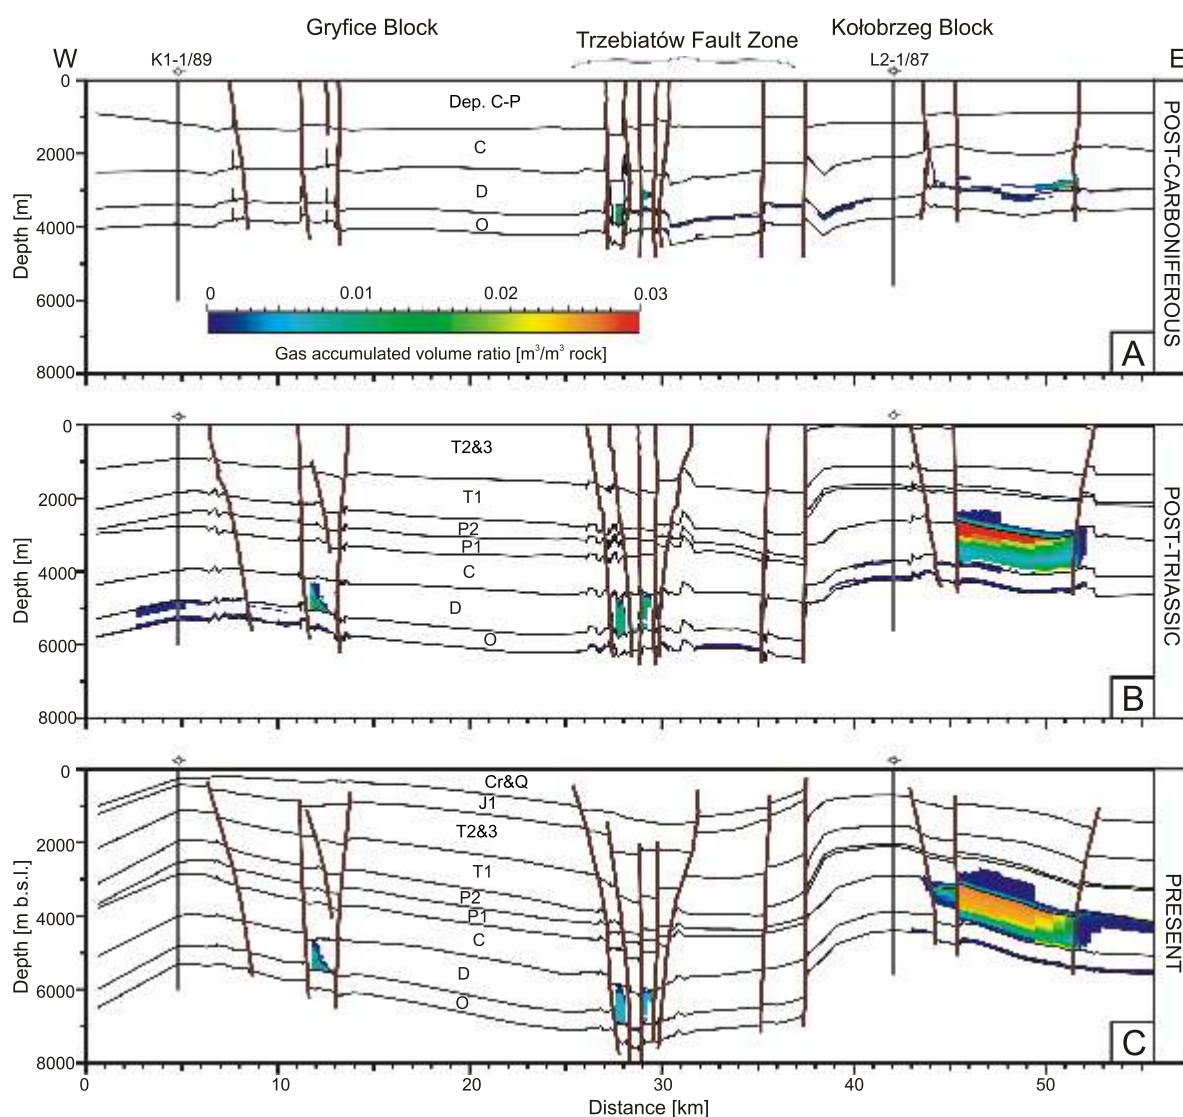 Gryfice Block
Trzebiatów Fault Zone
Kołobrzeg Block
W
K1-1/89
L2-1/87
E
0
2000
4000
6000
8000
Depth [m]
Dep. C-P
C
D
O
0 0.01 0.02 0.03
Gas accumulated volume ratio [m³/m³ rock]
POST-CARBONIFEROUS
A
0
2000
4000
6000
8000
Depth [m]
T2&3
T1
P2
P1
C
D
O
POST-TRIASSIC
B
0
2000
4000
6000
8000
Depth [m b.s.l.]
Cr&Q
J1
T2&3
T1
P2
P1
C
D
O
PRESENT
C
0 10 20 30 40 50
Distance [km]